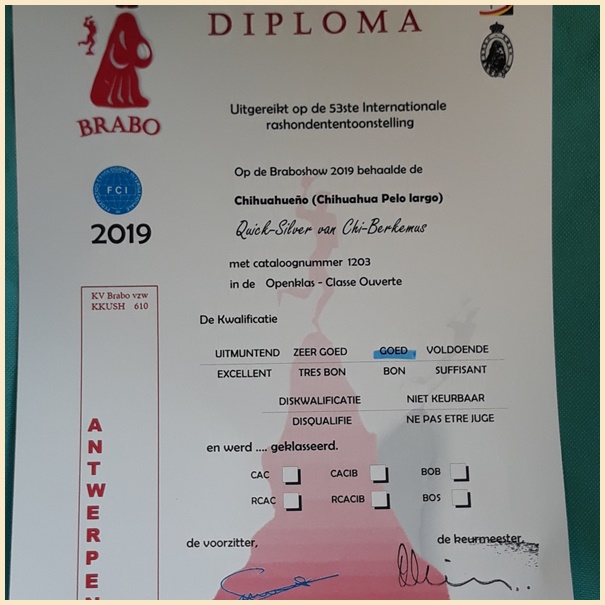 DIPLOMA
BRABO
Uitgereikt op de 53ste Internationale
rashondententoonstelling
FCI
2019
Op de Braboshow 2019 behaalde de
Chihuahueño (Chihuahua Pelo largo)
Quick-Silver van Chi-Berkemus
met cataloognummer 1203
in de Openklas - Classe Ouverte
KV Brabo vzw
KKUSH 610
De Kwalificatie
UITMUNTEND ZEER GOED GOED VOLDOENDE
EXCELLENT TRES BON BON SUFFISANT
DISKWALIFICATIE NIET KEURBAAR
DISQUALIFIE NE PAS ETRE JUGE
en werd .... geklasseerd.
CAC CACIB BOB
RCAC RCACIB BOS
de voorzitter, de keurmeester,
ANTWERPEN